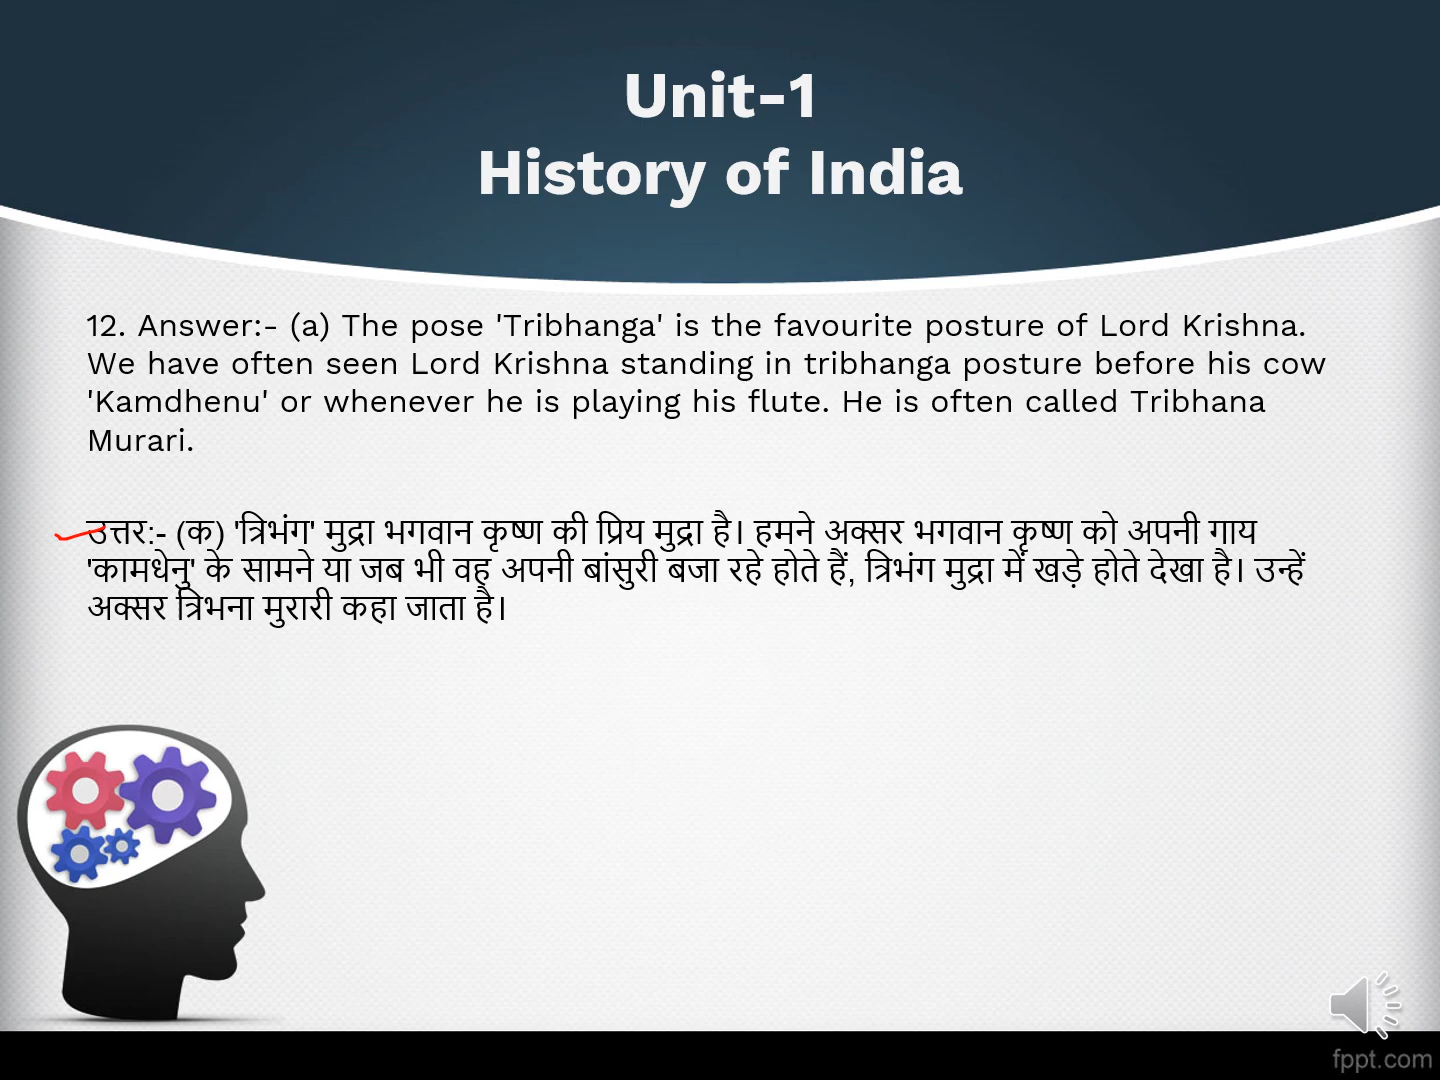 Unit-1
History of India
12. Answer:- (a) The pose 'Tribhanga' is the favourite posture of Lord Krishna.
We have often seen Lord Krishna standing in tribhanga posture before his cow
'Kamdhenu' or whenever he is playing his flute. He is often called Tribhana
Murari.
उत्तर:- (क) 'त्रिभंग' मुद्रा भगवान कृष्ण की प्रिय मुद्रा है। हमने अक्सर भगवान कृष्ण को अपनी गाय
'कामधेनु' के सामने या जब भी वह अपनी बांसुरी बजा रहे होते हैं, त्रिभंग मुद्रा में खड़े होते देखा है। उन्हें
अक्सर त्रिभना मुरारी कहा जाता है।
fppt.com